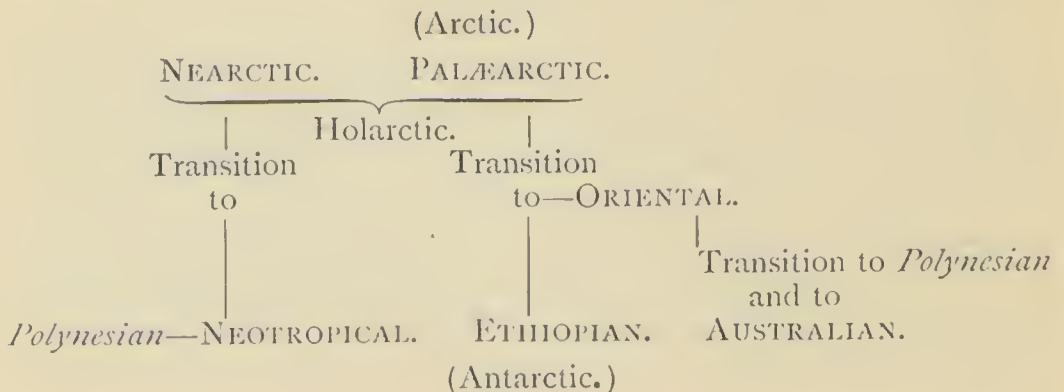 (Arctic.)
NEARCTIC. PALÆARCTIC.
Holarctic.
Transition Transition
to to—ORIENTAL.
Transition to Polynesian
and to
Polynesian—NEOTROPICAL. ETHIOPIAN. AUSTRALIAN.
(Antarctic.)